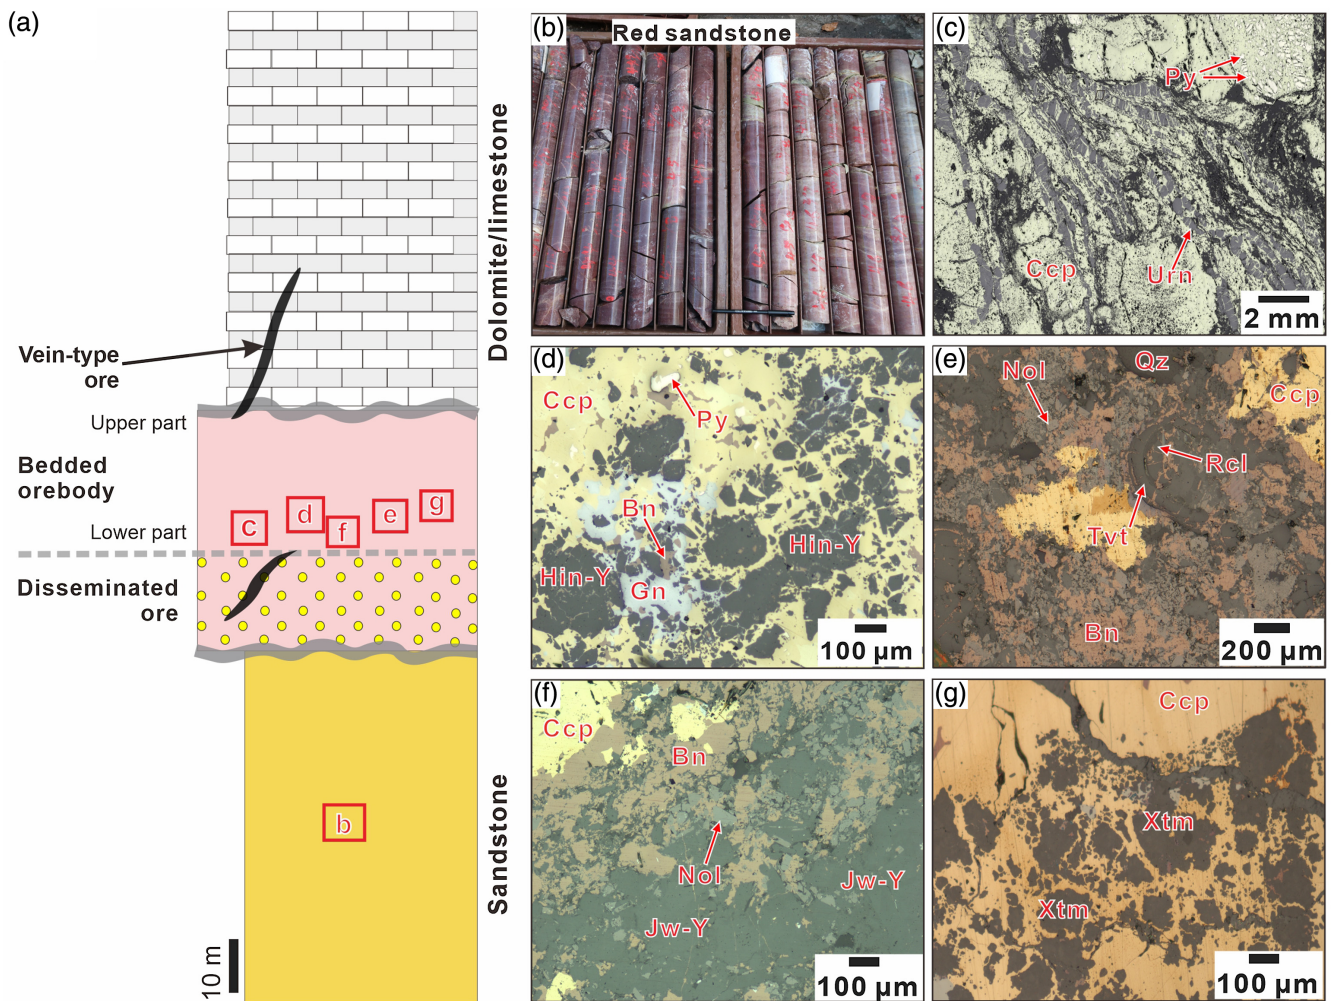 (a)
Dolomite/limestone
Vein-type
ore
Upper part
Bedded
orebody
Lower part
c
d
f
e
g
Disseminated
ore
b
Sandstone
10 m
(b)
Red sandstone
(c)
Py
Ccp
Urn
2 mm
(d)
Ccp
Py
Bn
Hin-Y
Hin-Y
Gn
100 µm
(e)
Nol
Qz
Ccp
Rcl
Tvt
Bn
200 µm
(f)
Ccp
Bn
Nol
Jw-Y
Jw-Y
100 µm
(g)
Ccp
Xtm
Xtm
100 µm